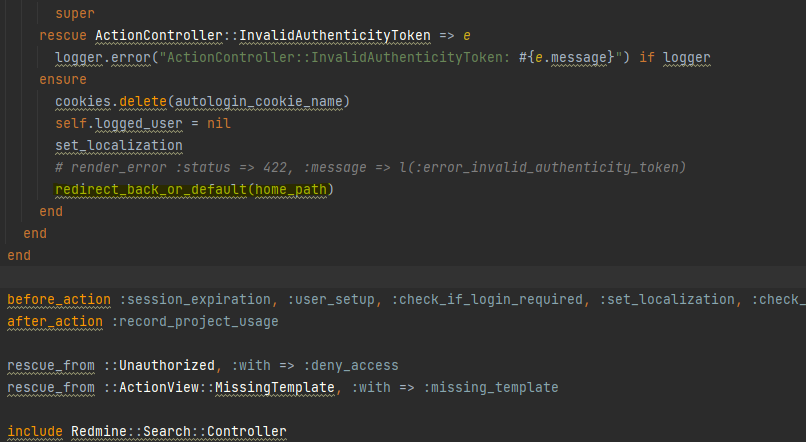 super
rescue ActionController::InvalidAuthenticityToken => e
logger.error("ActionController::InvalidAuthenticityToken: #{e.message}") if logger
ensure
cookies.delete(autologin_cookie_name)
self.logged_user = nil
set_localization
# render_error :status => 422, :message => l(:error_invalid_authenticity_token)
redirect_back_or_default(home_path)
end
end
end
before_action :session_expiration, :user_setup, :check_if_login_required, :set_localization, :check_
after_action :record_project_usage
rescue_from ::Unauthorized, :with => :deny_access
rescue_from ::ActionView::MissingTemplate, :with => :missing_template
include Redmine::Search::Controller